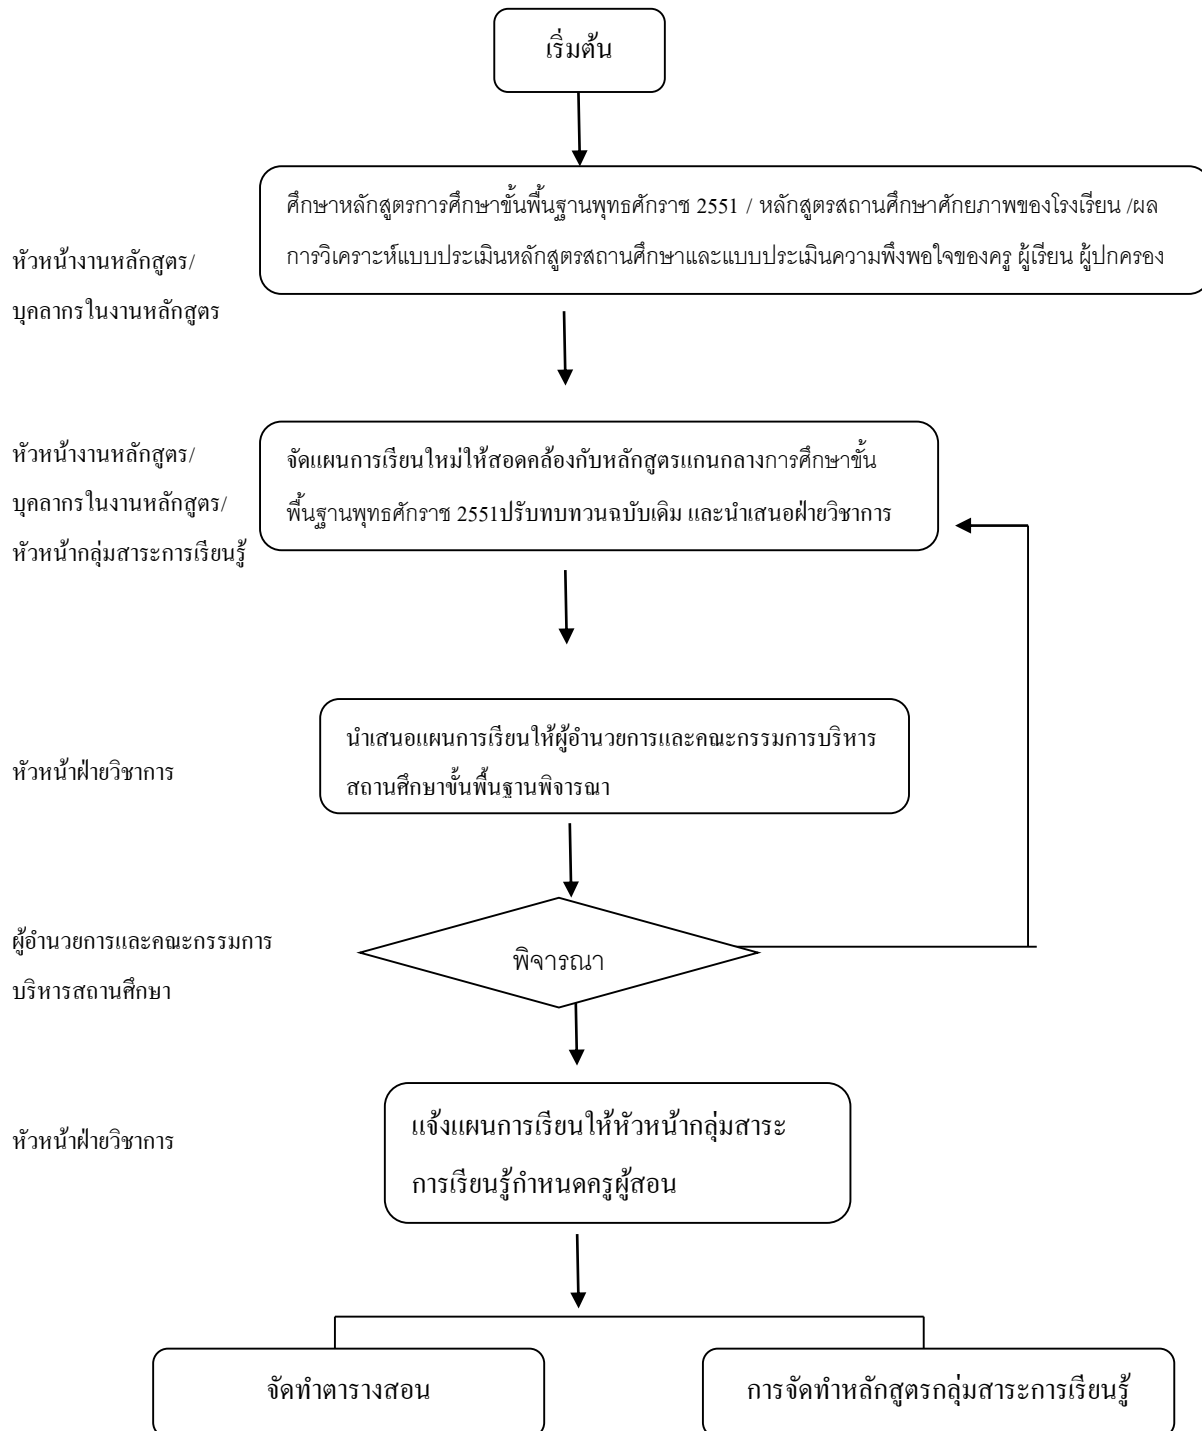 เริ่มต้น
ศึกษาหลักสูตรการศึกษาขั้นพื้นฐานพุทธศักราช 2551 / หลักสูตรสถานศึกษาศักยภาพของโรงเรียน /ผล
การวิเคราะห์แบบประเมินหลักสูตรสถานศึกษาและแบบประเมินความพึงพอใจของครู ผู้เรียน ผู้ปกครอง
หัวหน้างานหลักสูตร/
บุคลากรในงานหลักสูตร
หัวหน้างานหลักสูตร/
บุคลากรในงานหลักสูตร/
หัวหน้ากลุ่มสาระการเรียนรู้
จัดแผนการเรียนใหม่ให้สอดคล้องกับหลักสูตรแกนกลางการศึกษาขั้น
พื้นฐานพุทธศักราช 2551ปรับทบทวนฉบับเดิม และนำเสนอฝ่ายวิชาการ
หัวหน้าฝ่ายวิชาการ
นำเสนอแผนการเรียนให้ผู้อำนวยการและคณะกรรมการบริหาร
สถานศึกษาขั้นพื้นฐานพิจารณา
ผู้อำนวยการและคณะกรรมการ
บริหารสถานศึกษา
พิจารณา
หัวหน้าฝ่ายวิชาการ
แจ้งแผนการเรียนให้หัวหน้ากลุ่มสาระ
การเรียนรู้กำหนดครูผู้สอน
จัดทำตารางสอน
การจัดทำหลักสูตรกลุ่มสาระการเรียนรู้